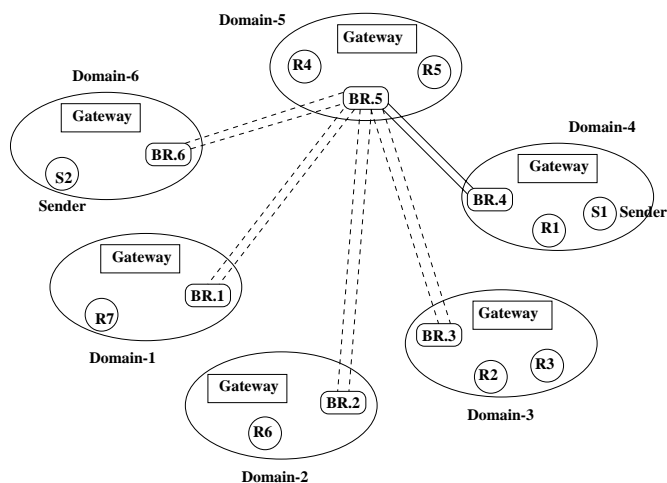 Domain-5
Gateway
R4
R5
BR.5
Domain-6
Gateway
BR.6
S2
Sender
Domain-4
Gateway
BR.4
S1 Sender
R1
Gateway
BR.1
R7
Domain-1
Gateway
BR.3
R3
R2
Domain-3
Gateway
BR.2
R6
Domain-2